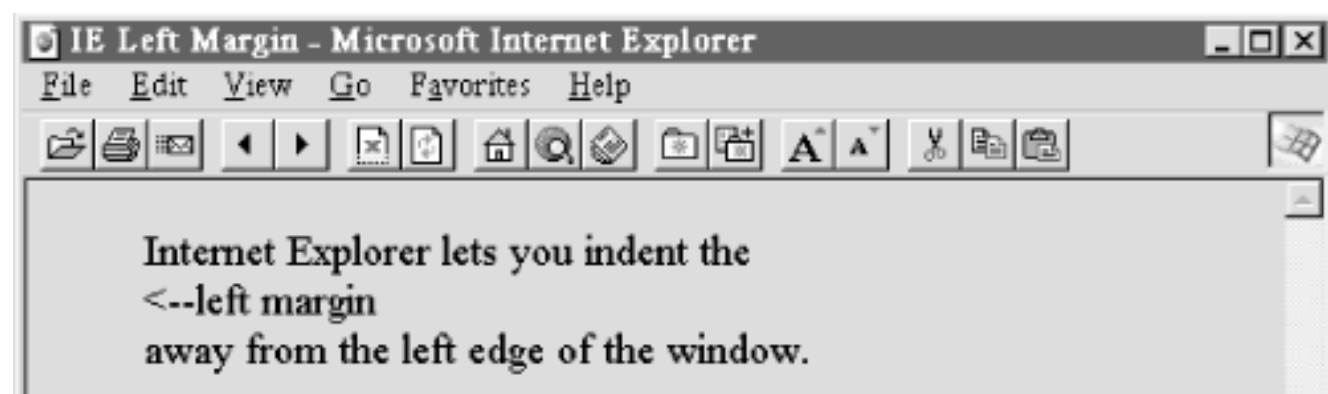 IE Left Margin - Microsoft Internet Explorer
File Edit View Go Favorites Help
A A
Internet Explorer lets you indent the
<--left margin
away from the left edge of the window.